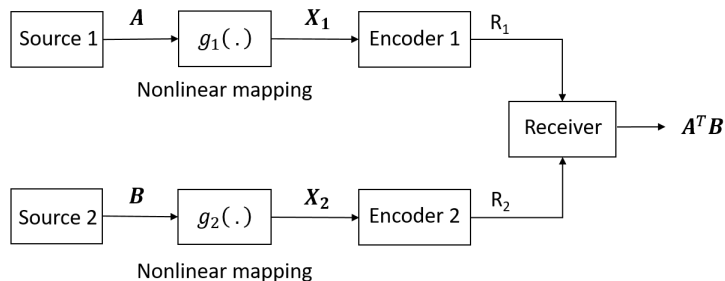 A X₁ R₁
Source 1 g₁(.) Encoder 1
Nonlinear mapping
Receiver AᵀB
B X₂ R₂
Source 2 g₂(.) Encoder 2
Nonlinear mapping